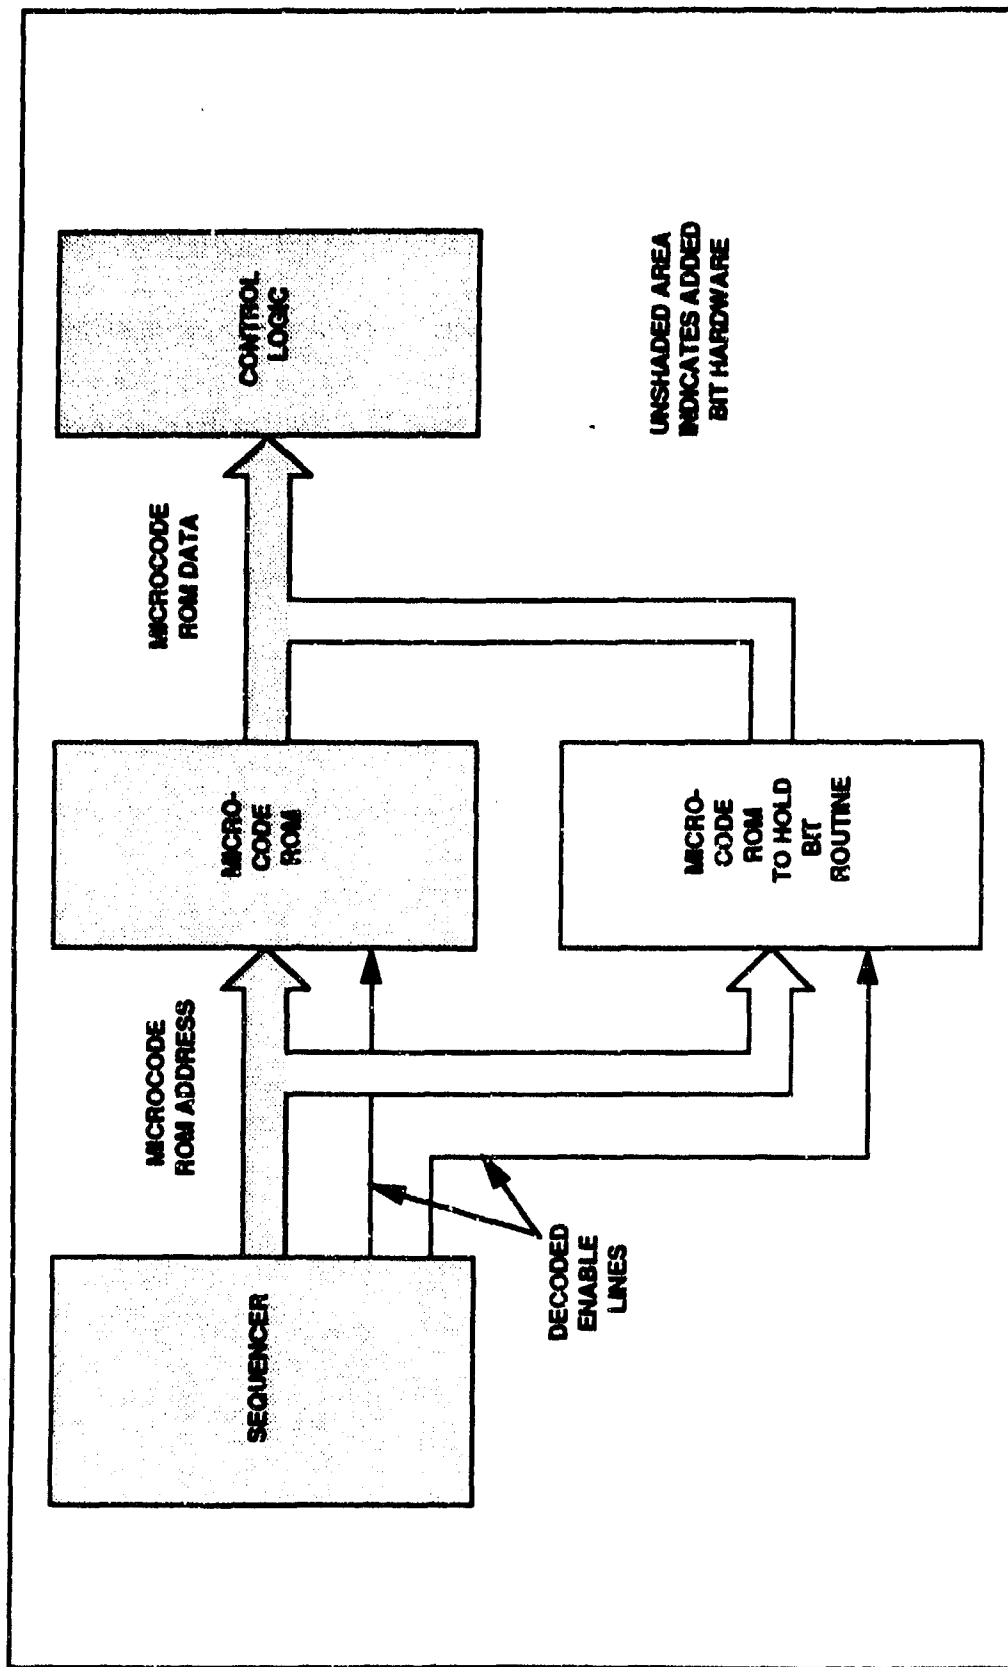 MICROCODE
ROM ADDRESS
MICROCODE
ROM DATA
SEQUENCER
MICRO-
CODE
ROM
CONTROL
LOGIC
DECODED
ENABLE
LINES
MICRO-
CODE
ROM
TO HOLD
BIT
ROUTINE
UNSHADED AREA
INDICATES ADDED
BIT HARDWARE